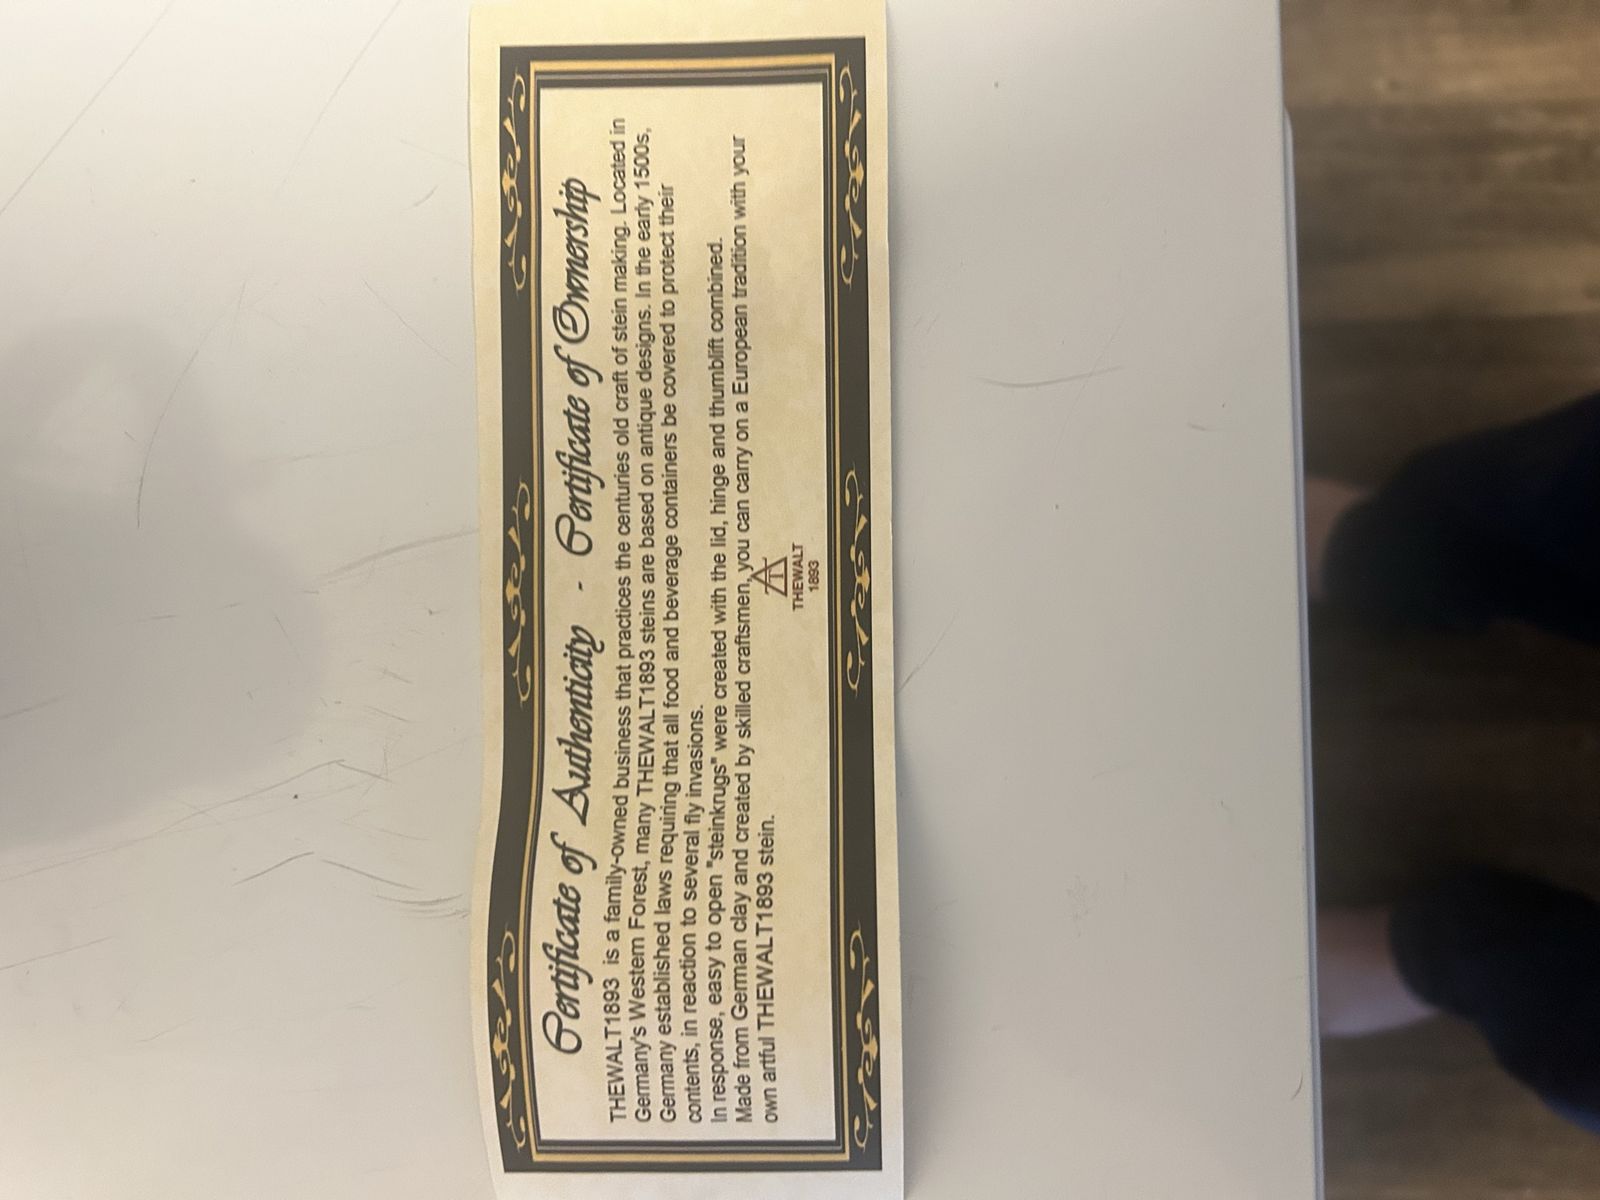 Certificate of Authenticity - Certificate of Ownership
THEWALT1893 is a family-owned business that practices the centuries old craft of stein making. Located in
Germany's Western Forest, many THEWALT1893 steins are based on antique designs. In the early 1500s,
Germany established laws requiring that all food and beverage containers be covered to protect their
contents, in reaction to several fly invasions.
In response, easy to open "steinkrugs" were created with the lid, hinge and thumblift combined.
Made from German clay and created by skilled craftsmen, you can carry on a European tradition with your
own artful THEWALT1893 stein.
THEWALT
1893